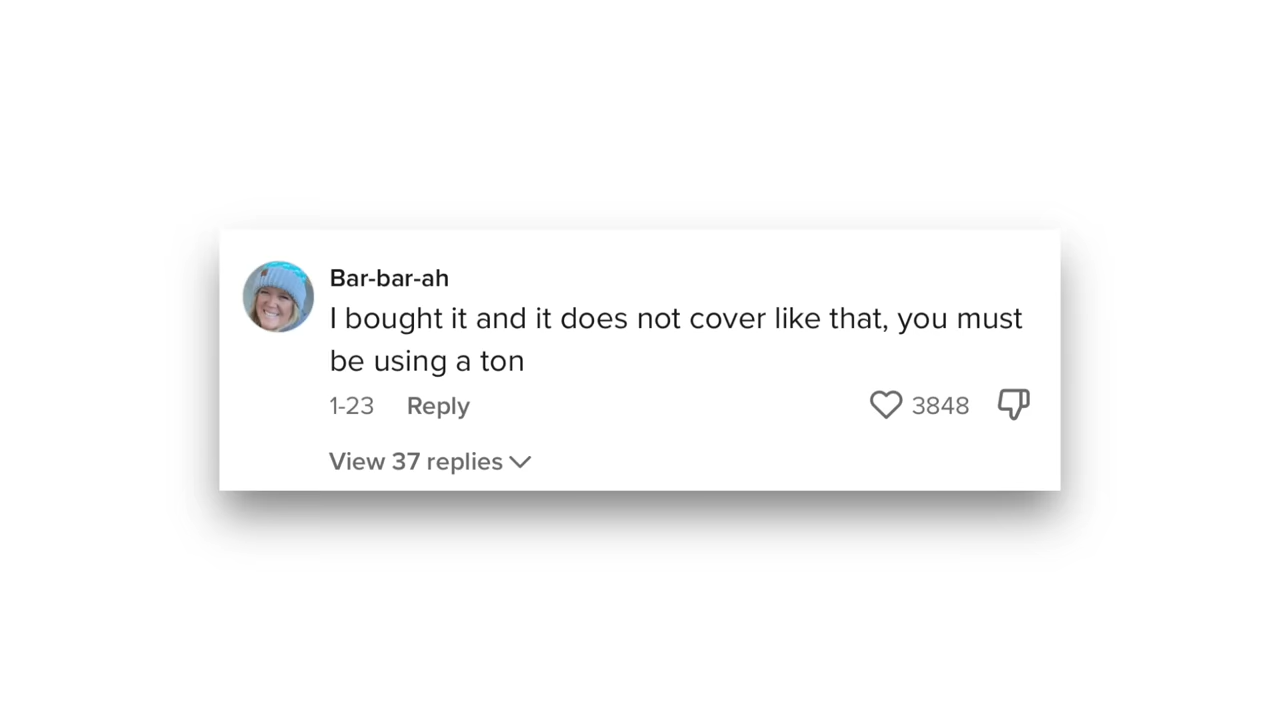 Bar-bar-ah
I bought it and it does not cover like that, you must
be using a ton
1-23 Reply 3848
View 37 replies